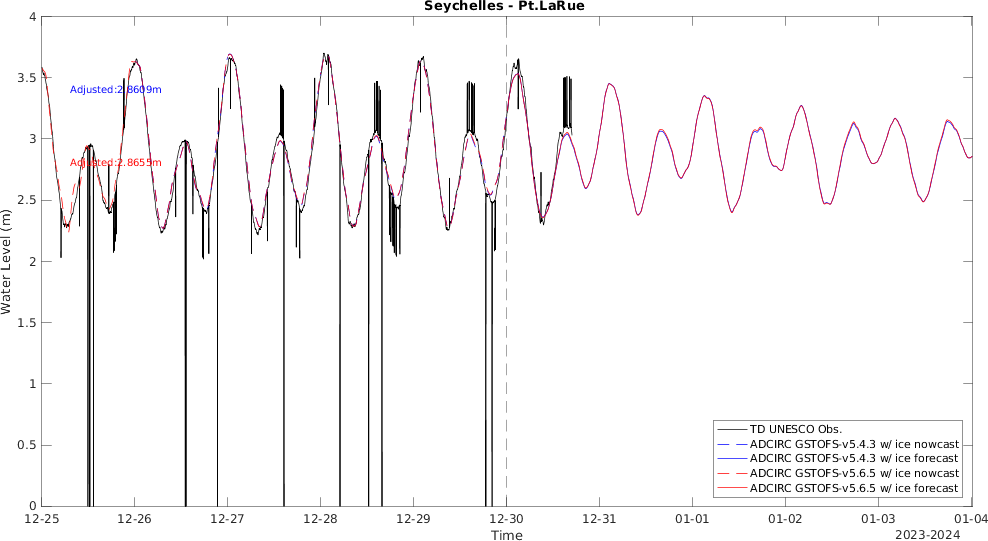 Seychelles - Pt.LaRue
4
3.5
3
2.5
2
1.5
1
0.5
0
Water Level (m)
Adjusted:2.8609m
Adjusted:2.8655m
TD UNESCO Obs.
ADCIRC GSTOFS-v5.4.3 w/ ice nowcast
ADCIRC GSTOFS-v5.4.3 w/ ice forecast
ADCIRC GSTOFS-v5.6.5 w/ ice nowcast
ADCIRC GSTOFS-v5.6.5 w/ ice forecast
12-25 12-26 12-27 12-28 12-29 12-30 12-31 01-01 01-02 01-03 01-04
Time
2023-2024